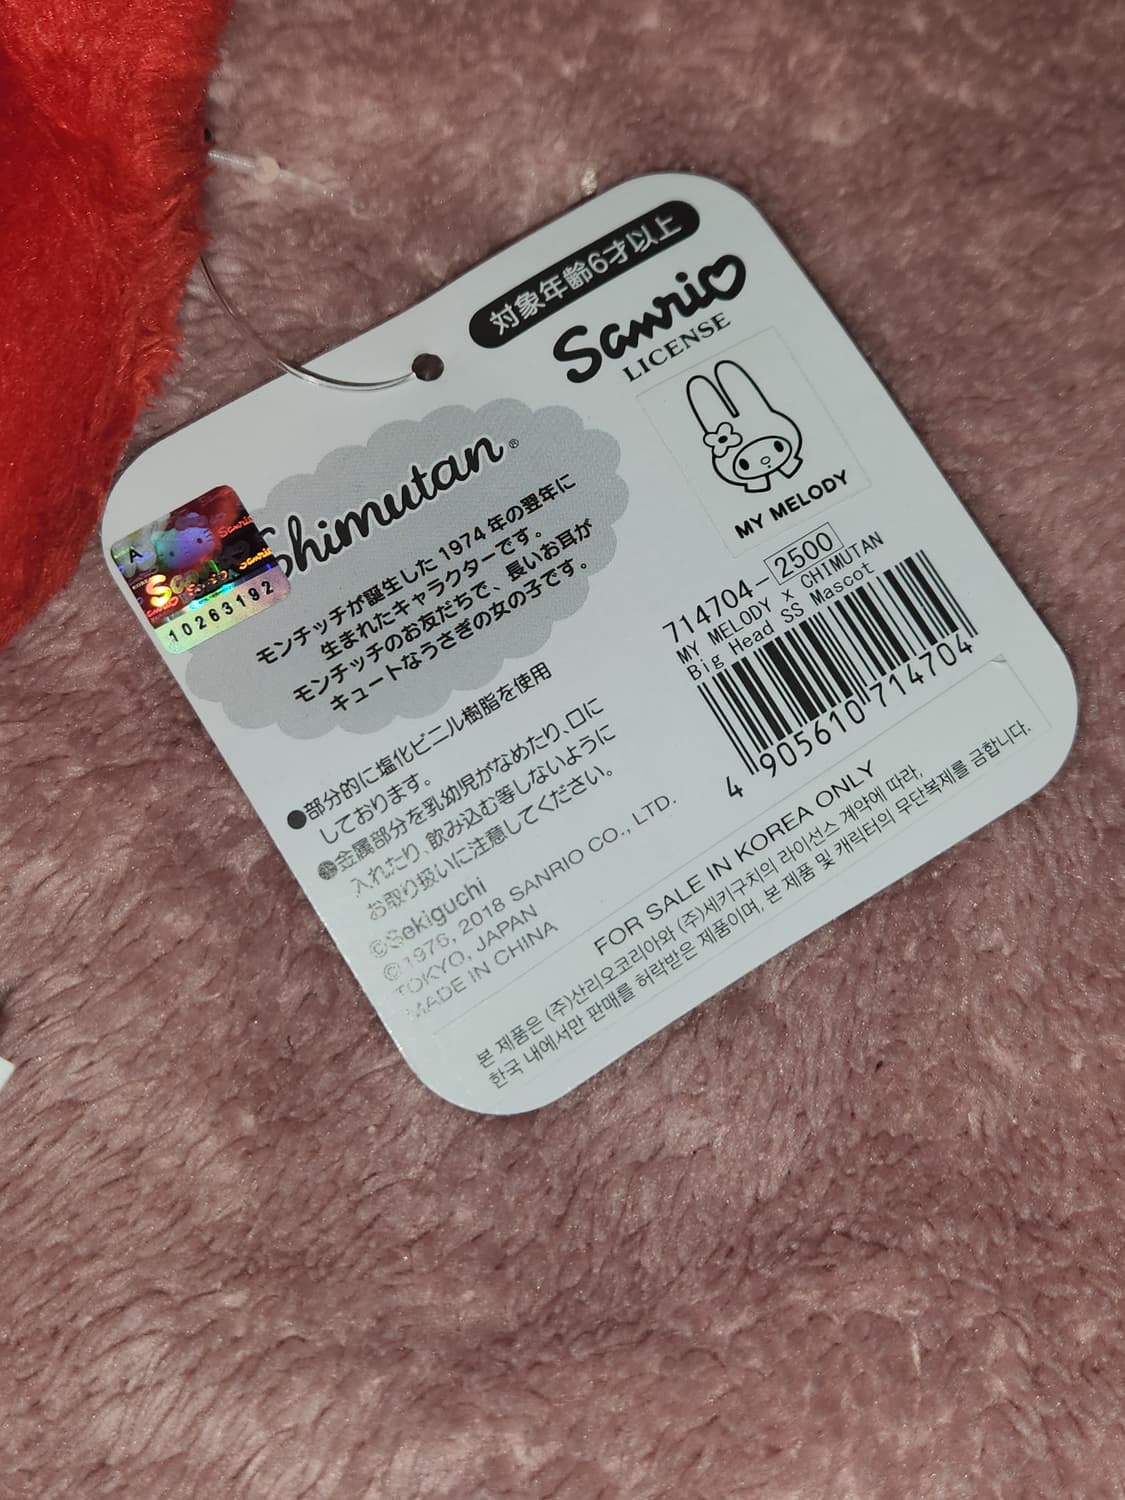 対象年齢6才以上
Sanrio
LICENSE
MY MELODY
Chimutan®
モンチッチが誕生した1974年の翌年に
生まれたキャラクターです。
モンチッチのお友だちで、長いお耳が
キュートなうさぎの女の子です。
A
Sanrio
Sanrio
10263192
714704-2500
MY MELODY x CHIMUTAN
Big Head SS Mascot
4 905610 714704
●部分的に塩化ビニル樹脂を使用
しております。
●金属部分を乳幼児がなめたり、口に
入れたり、飲み込む等しないように
お取り扱いに注意してください。
©Sekiguchi
©1976, 2018 SANRIO CO., LTD.
TOKYO, JAPAN
MADE IN CHINA
FOR SALE IN KOREA ONLY
본 제품은 (주)산리오코리아와 (주)세키구치의 라이선스 계약에 따라,
한국 내에서만 판매를 허락받은 제품이며, 본 제품 및 캐릭터의 무단복제를 금합니다.